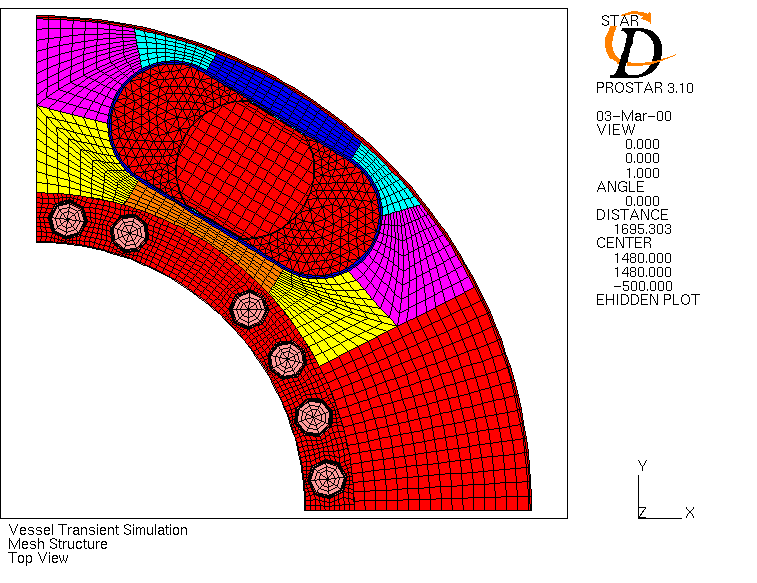 STAR
CD
PROSTAR 3.10
03-Mar-00
VIEW
0.000
0.000
1.000
ANGLE
0.000
DISTANCE
1695.303
CENTER
1480.000
1480.000
-500.000
EHIDDEN PLOT
Y
Z X
Vessel Transient Simulation
Mesh Structure
Top View